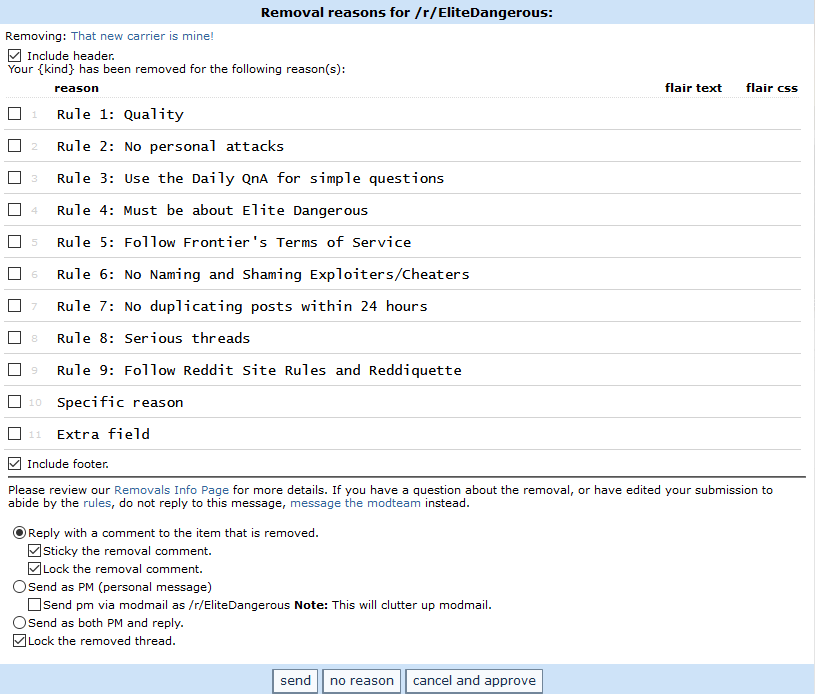 Removal reasons for /r/EliteDangerous:
Removing: That new carrier is mine!
Include header.
Your {kind} has been removed for the following reason(s):
reason flair text flair css
1 Rule 1: Quality
2 Rule 2: No personal attacks
3 Rule 3: Use the Daily QnA for simple questions
4 Rule 4: Must be about Elite Dangerous
5 Rule 5: Follow Frontier's Terms of Service
6 Rule 6: No Naming and Shaming Exploiters/Cheaters
7 Rule 7: No duplicating posts within 24 hours
8 Rule 8: Serious threads
9 Rule 9: Follow Reddit Site Rules and Reddiquette
10 Specific reason
11 Extra field
Include footer.
Please review our Removals Info Page for more details. If you have a question about the removal, or have edited your submission to
abide by the rules, do not reply to this message, message the modteam instead.
Reply with a comment to the item that is removed.
Sticky the removal comment.
Lock the removal comment.
Send as PM (personal message)
Send pm via modmail as /r/EliteDangerous Note: This will clutter up modmail.
Send as both PM and reply.
Lock the removed thread.
send no reason cancel and approve